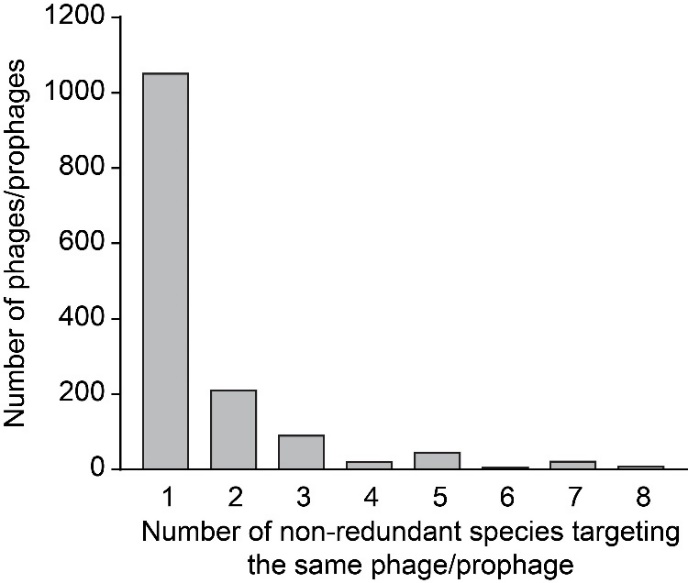 Number of phages/prophages
1200
1000
800
600
400
200
0
1 2 3 4 5 6 7 8
Number of non-redundant species targeting
the same phage/prophage